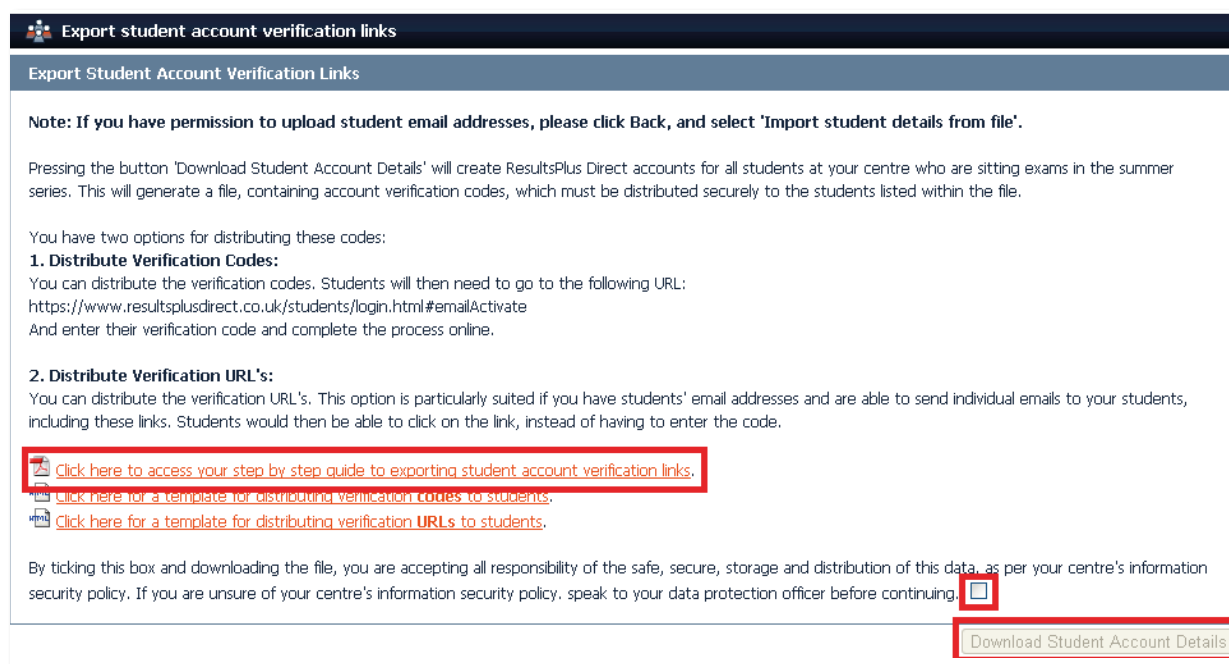 Export student account verification links
Export Student Account Verification Links
Note: If you have permission to upload student email addresses, please click Back, and select 'Import student details from file'.
Pressing the button 'Download Student Account Details' will create ResultsPlus Direct accounts for all students at your centre who are sitting exams in the summer
series. This will generate a file, containing account verification codes, which must be distributed securely to the students listed within the file.
You have two options for distributing these codes:
1. Distribute Verification Codes:
You can distribute the verification codes. Students will then need to go to the following URL:
https://www.resultsplusdirect.co.uk/students/login.html#emailActivate
And enter their verification code and complete the process online.
2. Distribute Verification URL's:
You can distribute the verification URL's. This option is particularly suited if you have students' email addresses and are able to send individual emails to your students,
including these links. Students would then be able to click on the link, instead of having to enter the code.
Click here to access your step by step guide to exporting student account verification links.
Click here for a template for distributing verification codes to students.
HTML Click here for a template for distributing verification URLs to students.
By ticking this box and downloading the file, you are accepting all responsibility of the safe, secure, storage and distribution of this data, as per your centre's information
security policy. If you are unsure of your centre's information security policy. speak to your data protection officer before continuing.
Download Student Account Details